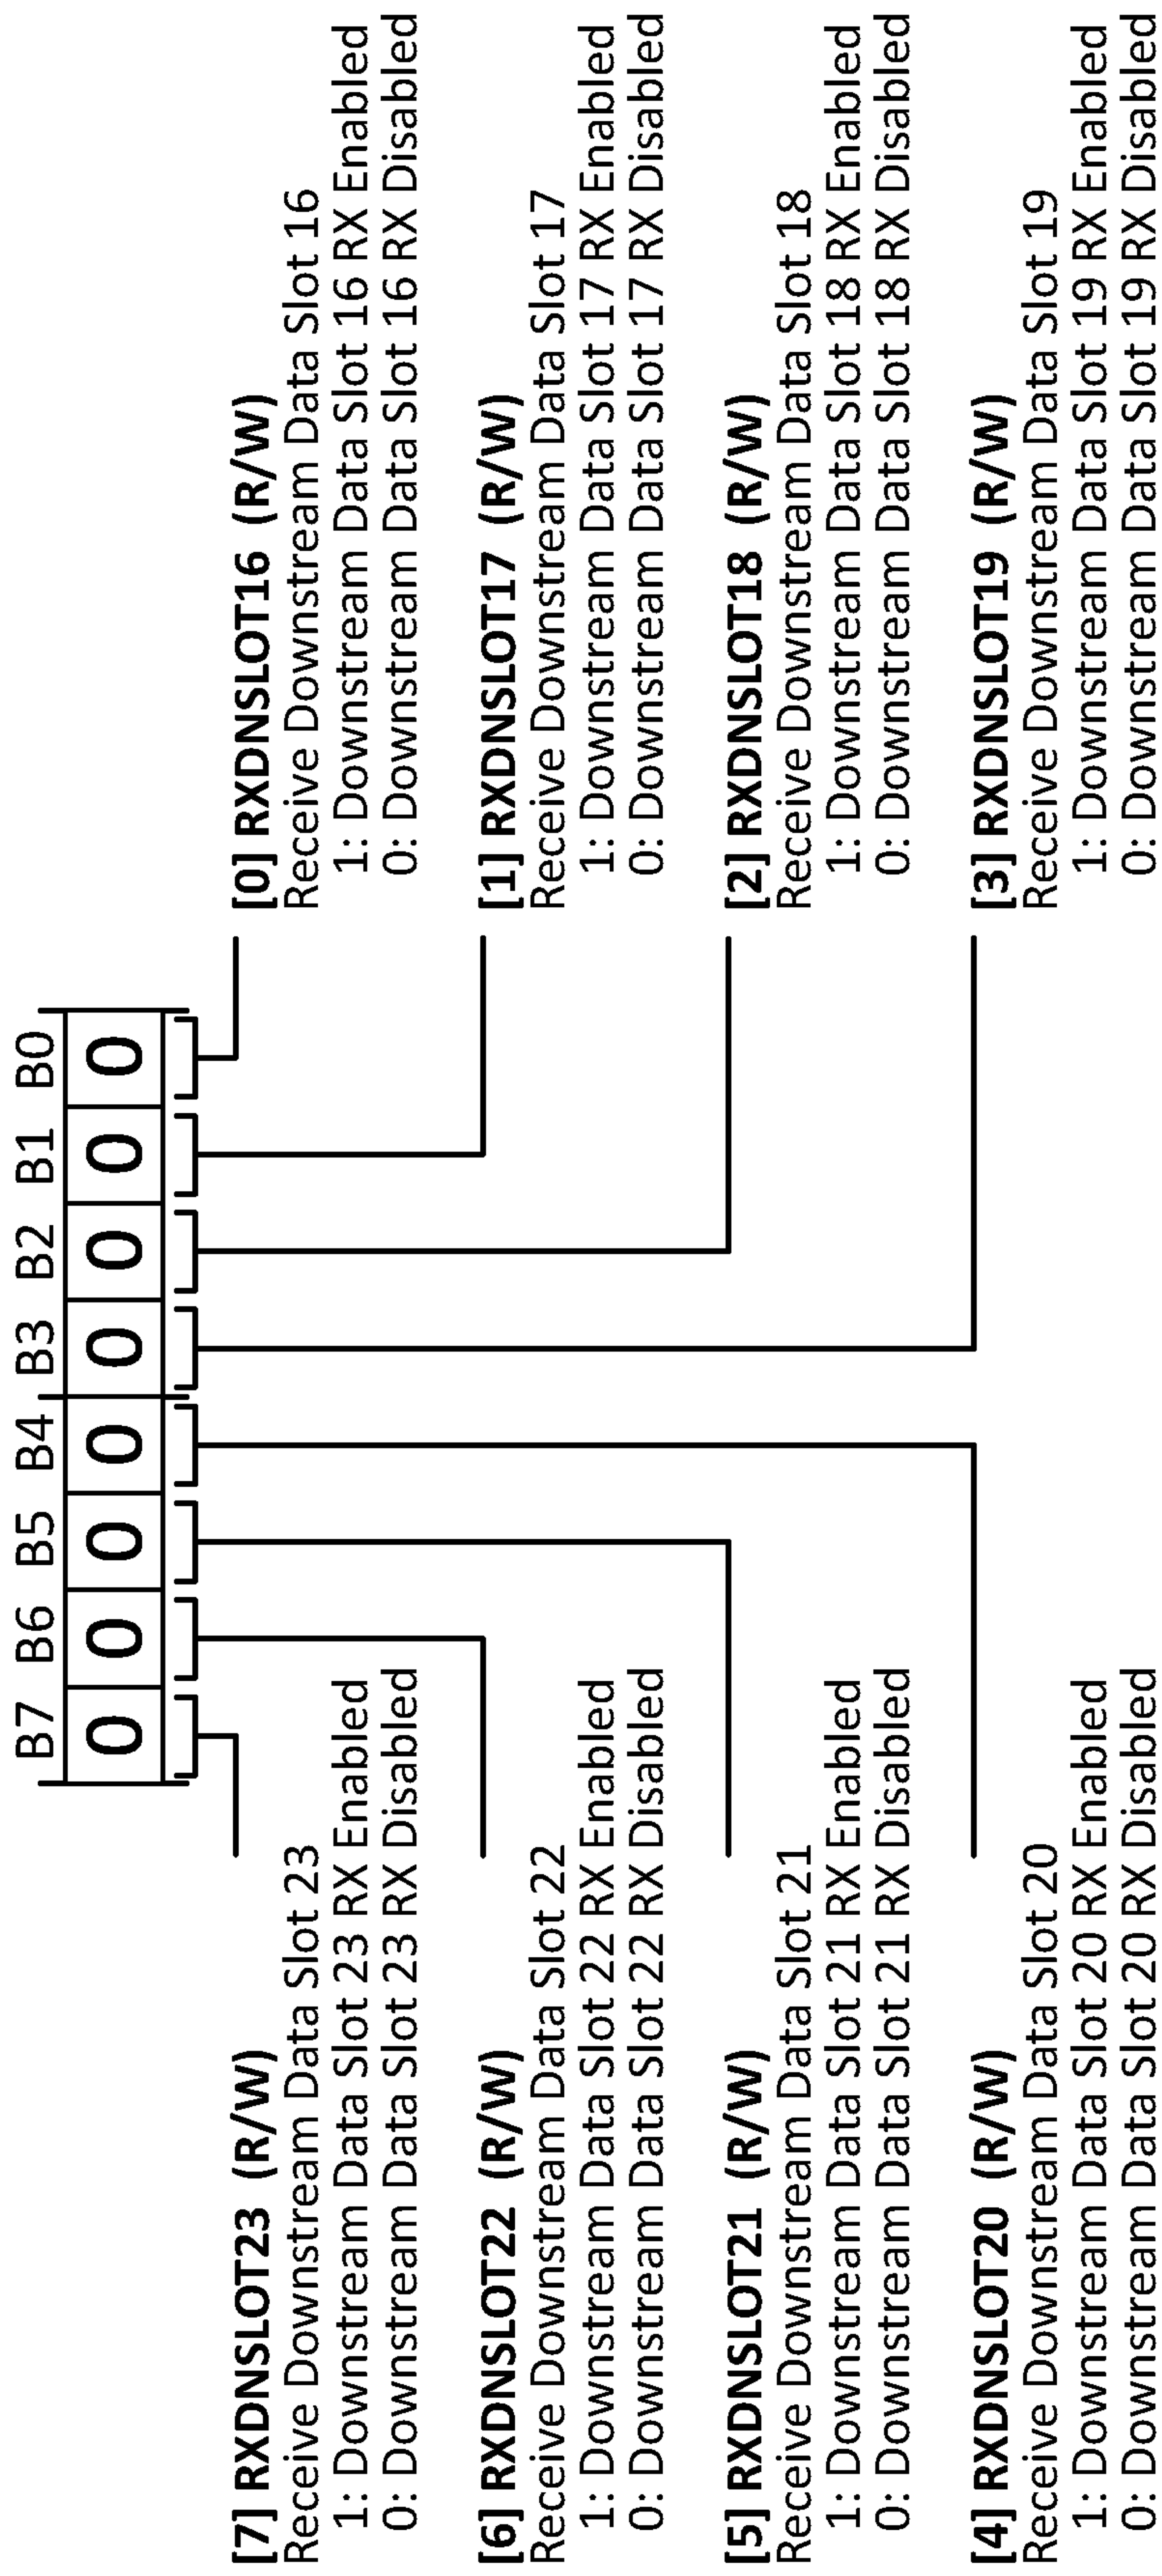 B7 B6 B5 B4 B3 B2 B1 B0
0 0 0 0 0 0 0 0
[7] RXDNSLOT23 (R/W)
Receive Downstream Data Slot 23
1: Downstream Data Slot 23 RX Enabled
0: Downstream Data Slot 23 RX Disabled
[6] RXDNSLOT22 (R/W)
Receive Downstream Data Slot 22
1: Downstream Data Slot 22 RX Enabled
0: Downstream Data Slot 22 RX Disabled
[5] RXDNSLOT21 (R/W)
Receive Downstream Data Slot 21
1: Downstream Data Slot 21 RX Enabled
0: Downstream Data Slot 21 RX Disabled
[4] RXDNSLOT20 (R/W)
Receive Downstream Data Slot 20
1: Downstream Data Slot 20 RX Enabled
0: Downstream Data Slot 20 RX Disabled
[0] RXDNSLOT16 (R/W)
Receive Downstream Data Slot 16
1: Downstream Data Slot 16 RX Enabled
0: Downstream Data Slot 16 RX Disabled
[1] RXDNSLOT17 (R/W)
Receive Downstream Data Slot 17
1: Downstream Data Slot 17 RX Enabled
0: Downstream Data Slot 17 RX Disabled
[2] RXDNSLOT18 (R/W)
Receive Downstream Data Slot 18
1: Downstream Data Slot 18 RX Enabled
0: Downstream Data Slot 18 RX Disabled
[3] RXDNSLOT19 (R/W)
Receive Downstream Data Slot 19
1: Downstream Data Slot 19 RX Enabled
0: Downstream Data Slot 19 RX Disabled